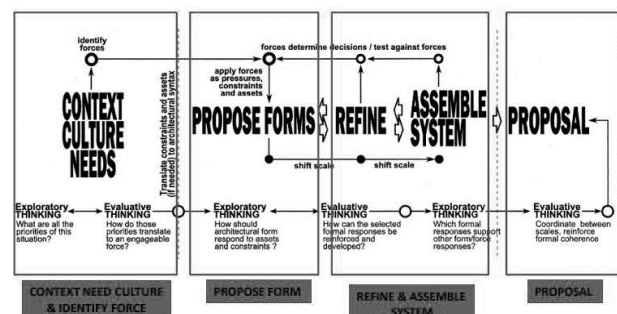 identify
forces
forces determine decisions / test against forces
apply forces
as pressures,
constraints
and assets
CONTEXT
CULTURE
NEEDS
Translate constraints and assets
(if needed) to architectural syntax
PROPOSE FORMS
REFINE
ASSEMBLE
SYSTEM
PROPOSAL
shift scale
shift scale
Exploratory
THINKING
What are all the
priorities of this
situation?
Evaluative
THINKING
How do those
priorities translate
to an engageable
force?
Exploratory
THINKING
How should
architectural form
respond to assets
and constraints ?
Evaluative
THINKING
How can the selected
formal responses be
reinforced and
developed?
Exploratory
THINKING
Which formal
responses support
other form/force
responses?
Evaluative
THINKING
Coordinate between
scales, reinforce
formal coherence
CONTEXT NEED CULTURE
& IDENTIFY FORCE
PROPOSE FORM
REFINE & ASSEMBLE
SYSTEM
PROPOSAL